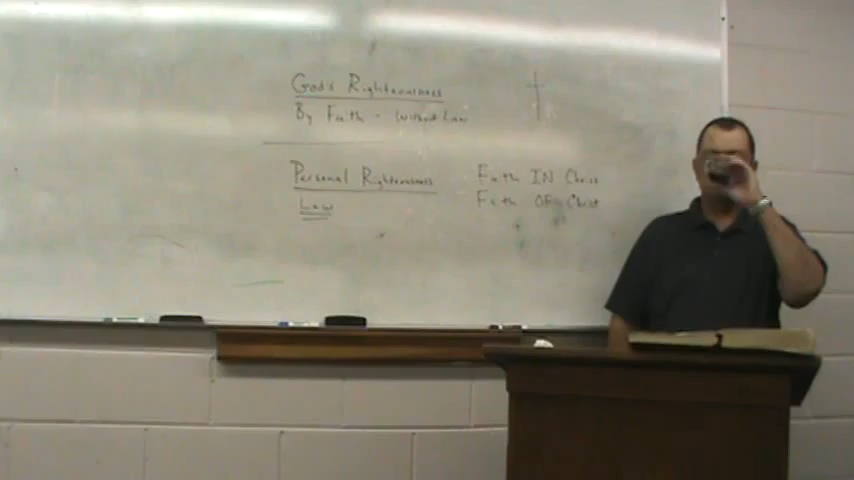 God's Righteousness
By Faith - Without Law
Personal Righteousness
Law
Faith IN Christ
Faith OF Christ